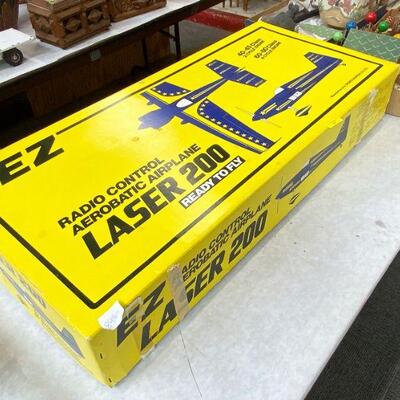 EZ
RADIO CONTROL
AEROBATIC AIRPLANE
LASER 200
READY TO FLY
EZ
RADIO CONTROL
AEROBATIC AIRPLANE
LASER 200